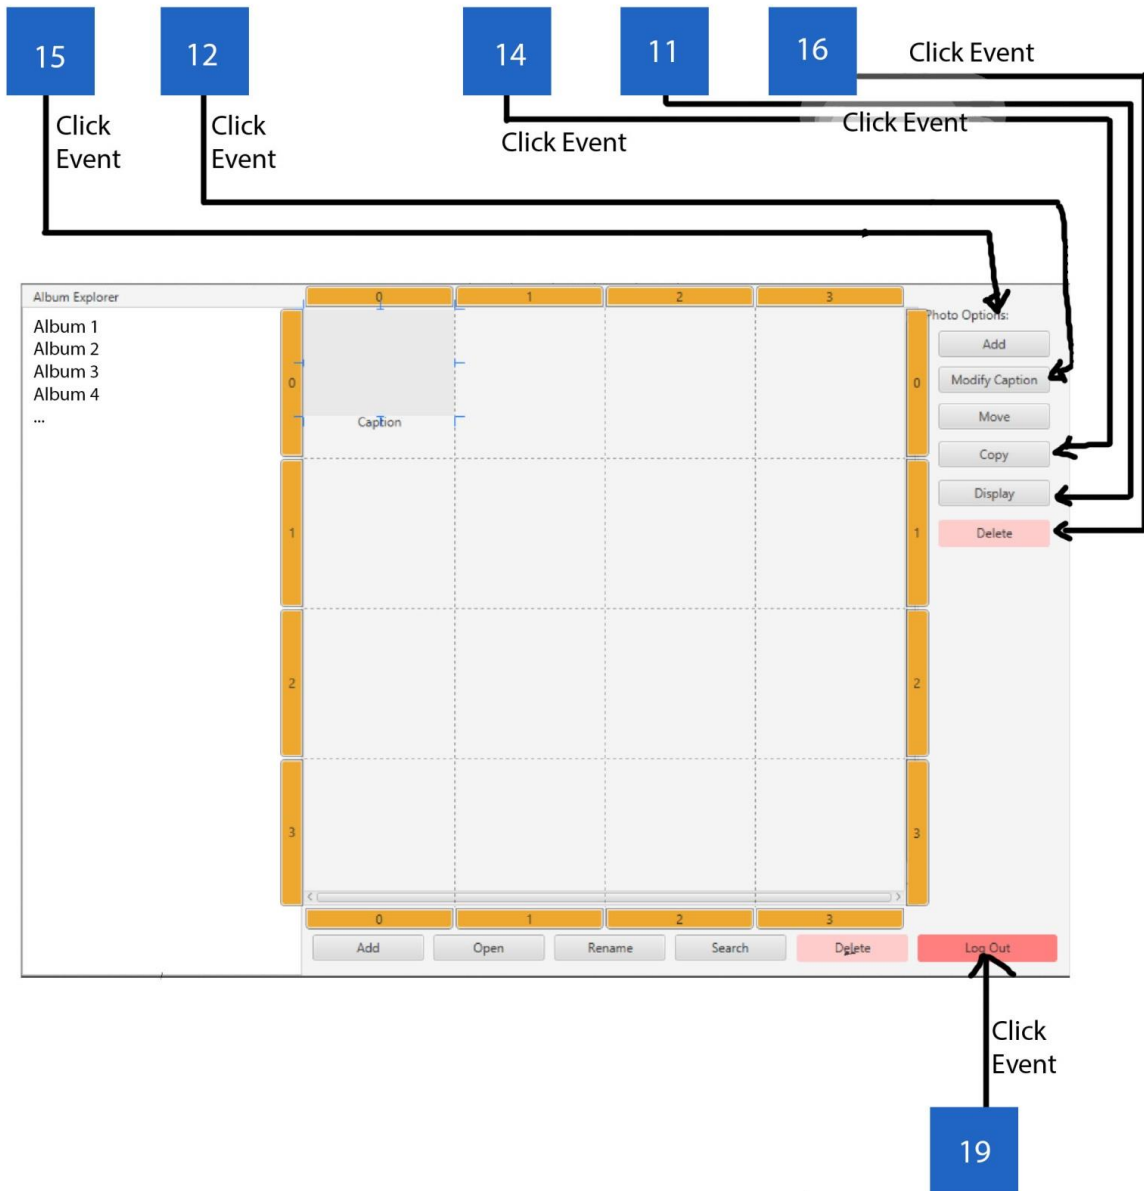 15
12
14
11
16
Click Event
Click
Event
Click
Event
Click Event
Click Event
Album Explorer
0
1
2
3
Photo Options:
Album 1
Album 2
Album 3
Album 4
...
0
Caption
0
Add
Modify Caption
Move
Copy
Display
Delete
1
1
2
2
3
3
0
1
2
3
Add
Open
Rename
Search
Delete
Log Out
Click
Event
19